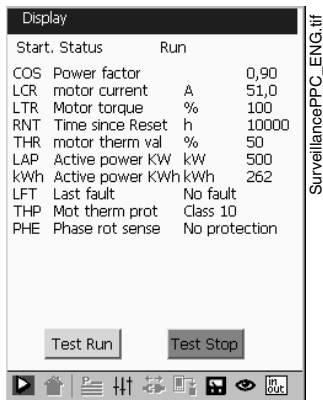 Display
Start. Status Run
COS Power factor 0,90
LCR motor current A 51,0
LTR Motor torque % 100
RNT Time since Reset h 10000
THR motor therm val % 50
LAP Active power KW kW 500
kWh Active power KWh kWh 262
LFT Last fault No fault
THP Mot therm prot Class 10
PHE Phase rot sense No protection
Test Run Test Stop
in out
SurveillancePPC_ENG.tif